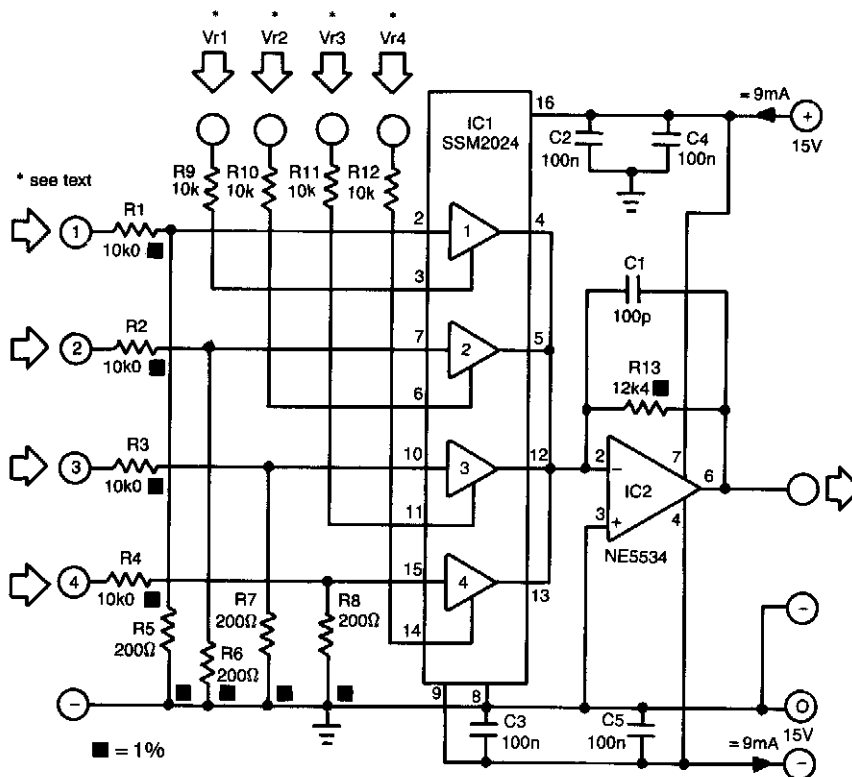 * * * *
Vr1 Vr2 Vr3 Vr4
16
= 9mA
+
IC1
SSM2024
C2
100n
C4
100n
15V
R9
10k
R10
10k
R11
10k
R12
10k
* see text
1
R1
10k0
2
1
4
3
C1
100p
2
R2
10k0
7
2
5
6
R13
12k4
3
R3
10k0
10
3
12
11
2
−
7
6
IC2
3
+
4
NE5534
4
R4
10k0
15
4
13
14
R5
200Ω
R6
200Ω
R7
200Ω
R8
200Ω
−
9
8
−
O
15V
C3
100n
C5
100n
= 9mA
−
■ = 1%